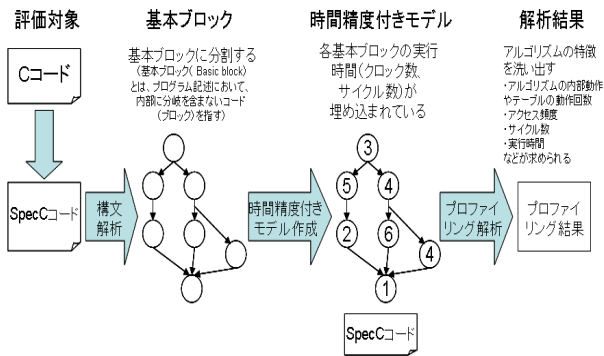 評価対象
Cコード
SpecCコード
構文
解析
基本ブロック
基本ブロックに分割する
(基本ブロック( Basic block)
とは、プログラム記述において、
内部に分岐を含まないコード
(ブロック)を指す)
時間精度付き
モデル作成
時間精度付きモデル
各基本ブロックの実行
時間(クロック数、
サイクル数)が
埋め込まれている
3
5
4
2
6
4
1
SpecCコード
プロファイ
リング解析
解析結果
アルゴリズムの特徴
を洗い出す
・アルゴリズムの内部動作
やテーブルの動作回数
・アクセス頻度
・サイクル数
・実行時間
などが求められる
プロファイ
リング結果